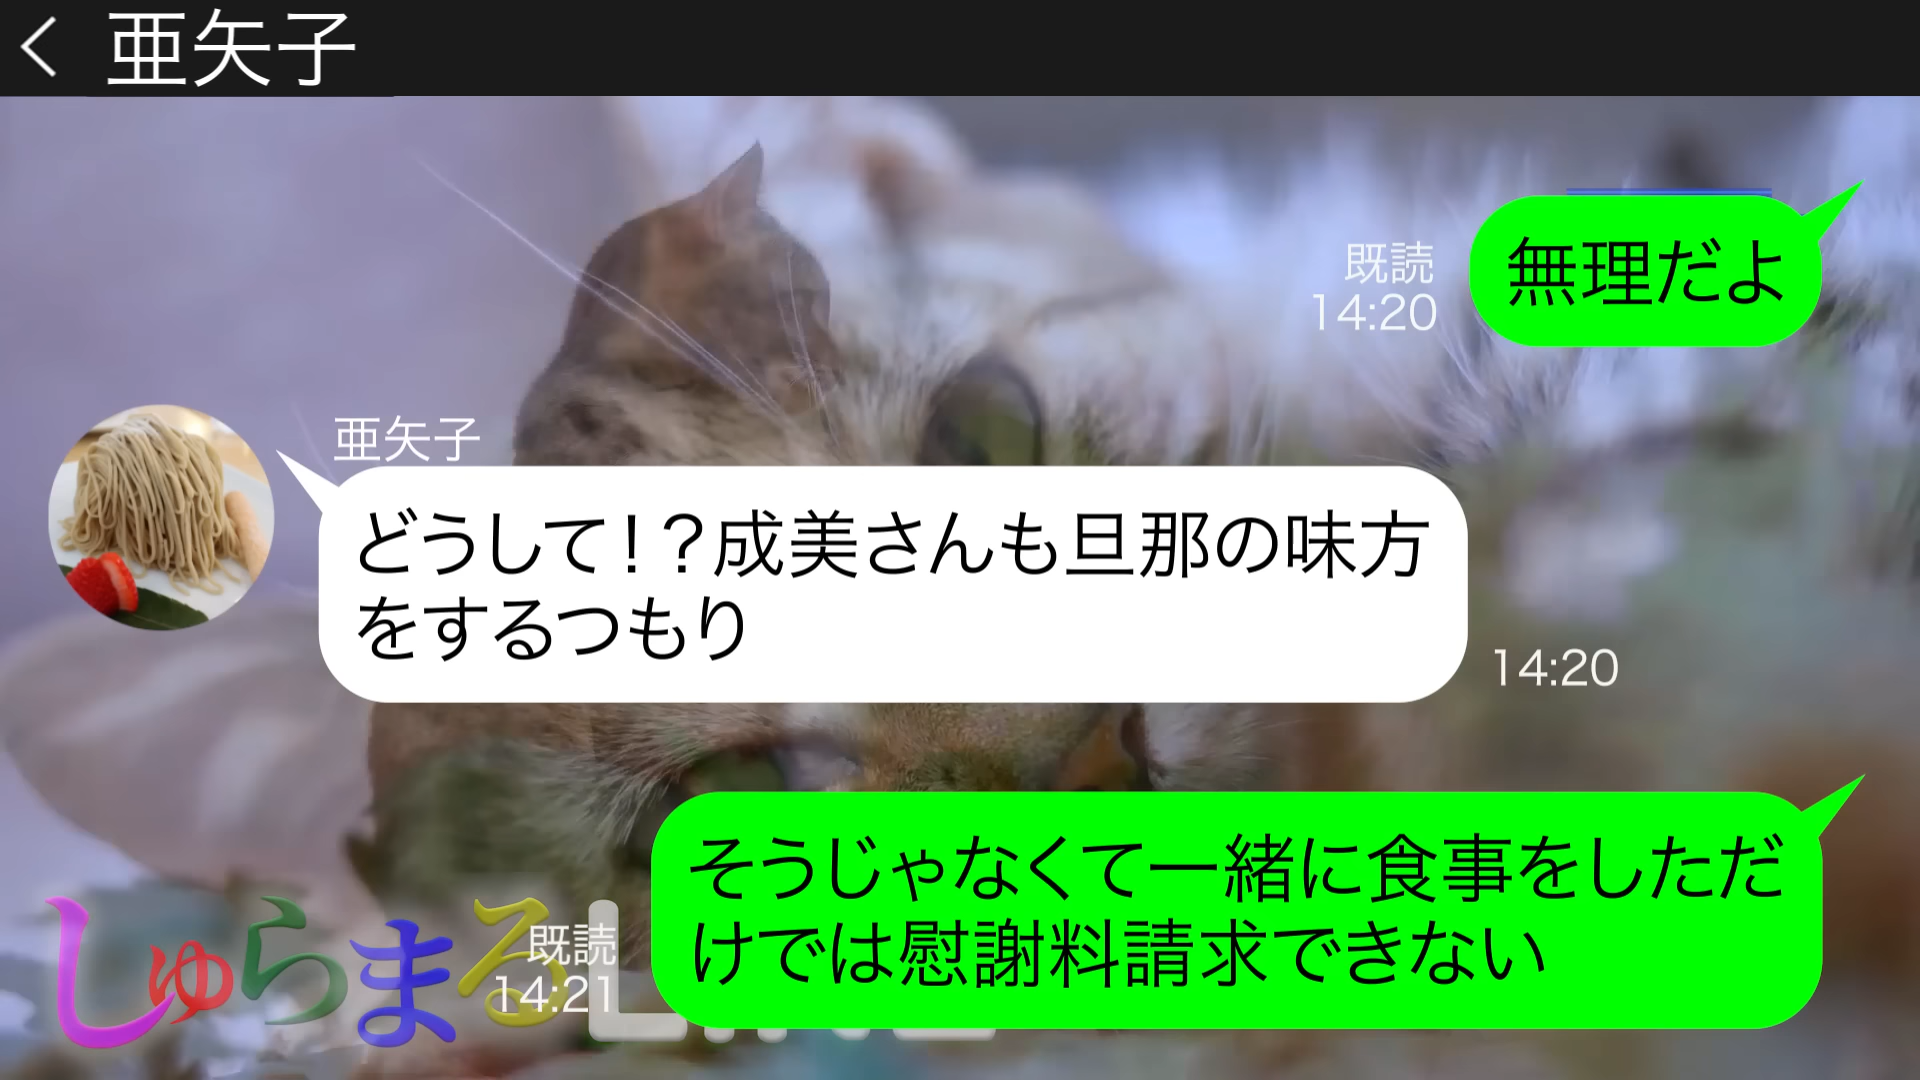 亜矢子
無理だよ
既読
14:20
亜矢子
どうして!？成美さんも旦那の味方
をするつもり
14:20
そうじゃなくて一緒に食事をしただ
けでは慰謝料請求できない
既読
14:21
しゅらまる